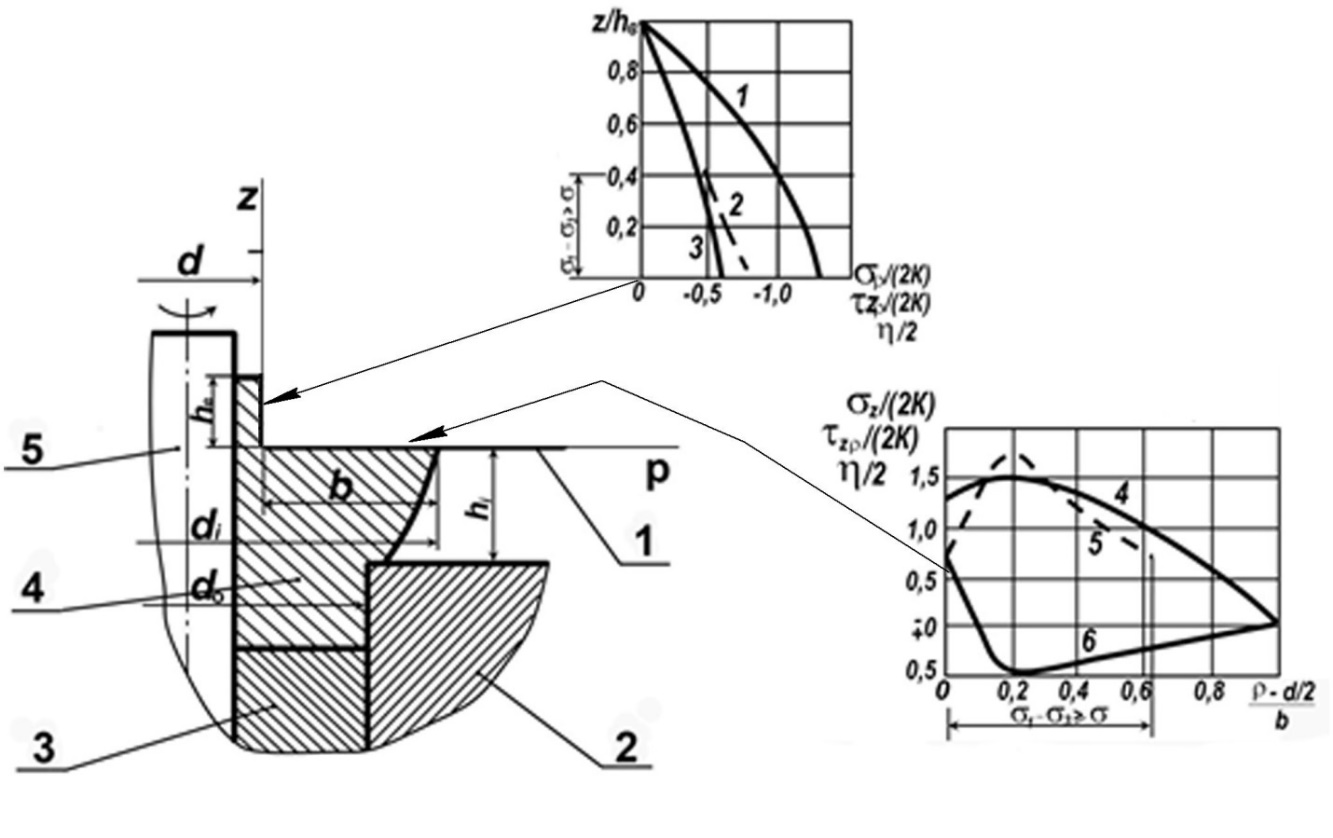 z/hв
0,8
0,6
0,4
0,2
σ₁ - σ₃ ≥ σ
1
2
3
0
-0,5
-1,0
σρ/(2K)
τzρ/(2K)
η/2
z
d
hв
5
b
p
hᵢ
dᵢ
1
4
d₀
3
2
σz/(2K)
τzρ/(2K)
η/2
1,5
1,0
0,5
∓0
0,5
4
5
6
0
0,2
0,4
0,6
0,8
ρ - d/2
b
σ₁ - σ₃ ≥ σ